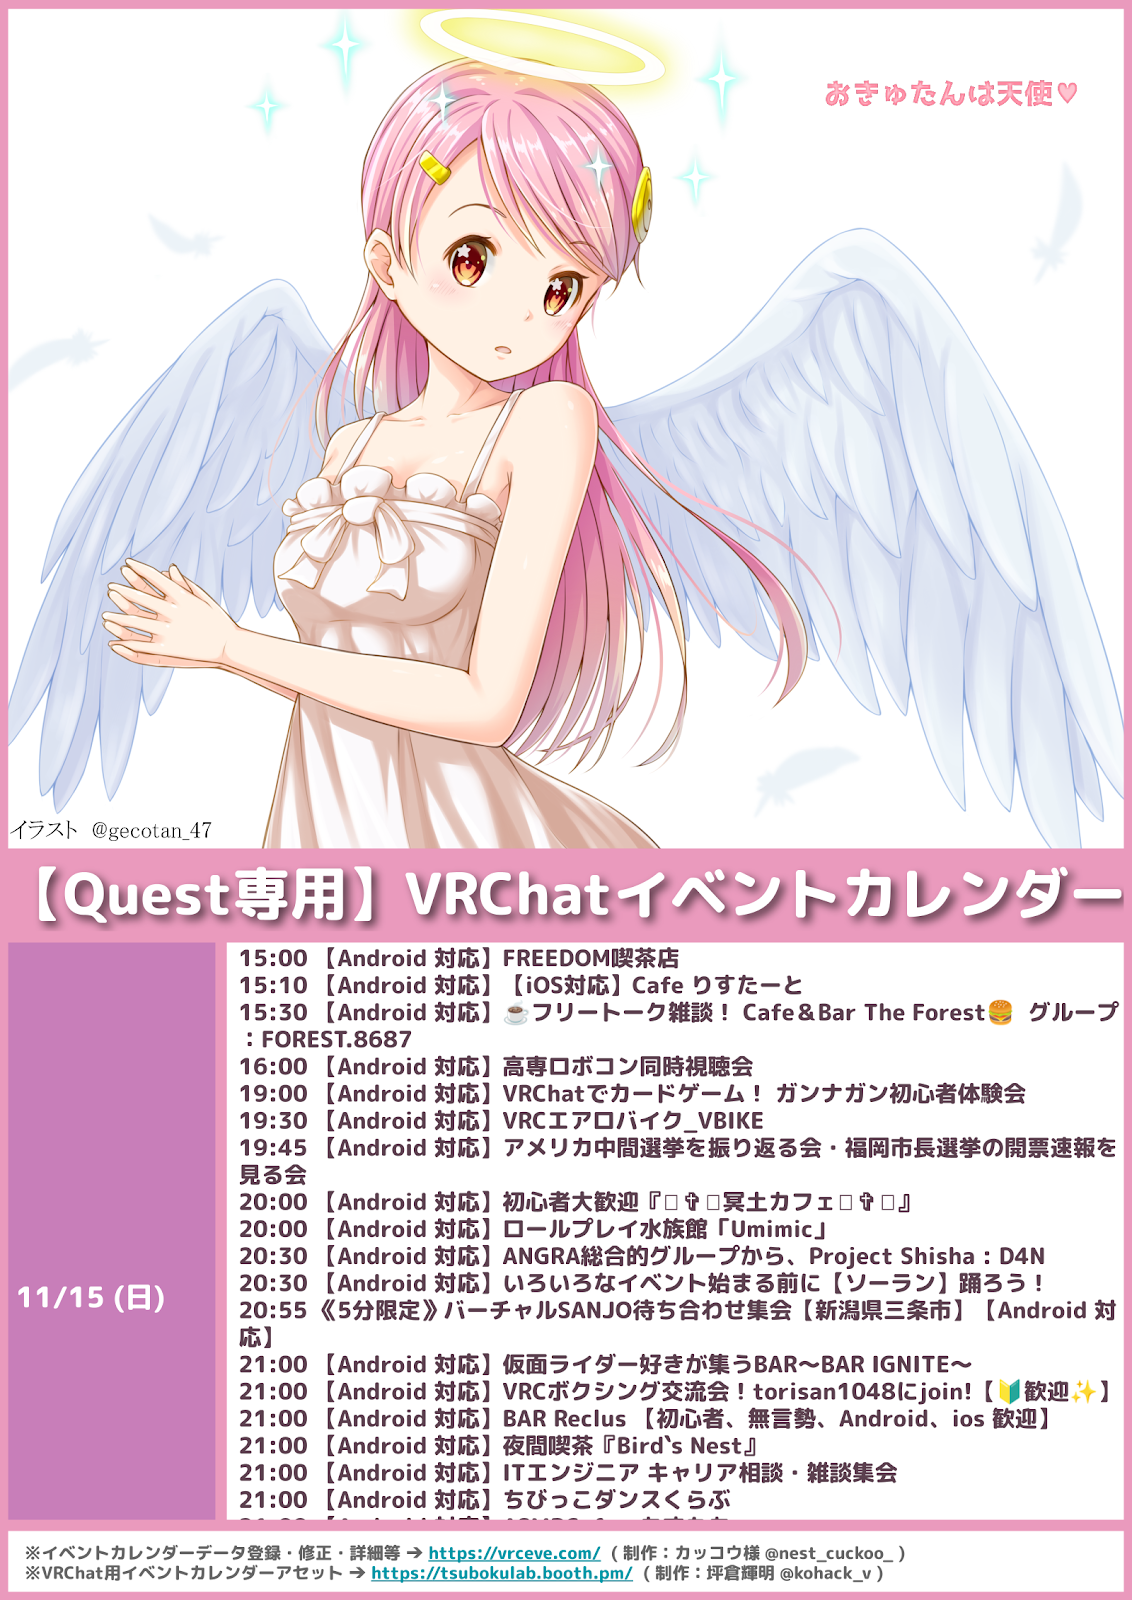 おきゅたんは天使♥
イラスト @gecotan_47
【Quest専用】VRChatイベントカレンダー
11/15 (日)
15:00 【Android 対応】FREEDOM喫茶店
15:10 【Android 対応】【iOS対応】Cafe りすたーと
15:30 【Android 対応】☕フリートーク雑談！ Cafe＆Bar The Forest🍔 グループ
：FOREST.8687
16:00 【Android 対応】高専ロボコン同時視聴会
19:00 【Android 対応】VRChatでカードゲーム！ ガンナガン初心者体験会
19:30 【Android 対応】VRCエアロバイク_VBIKE
19:45 【Android 対応】アメリカ中間選挙を振り返る会・福岡市長選挙の開票速報を
見る会
20:00 【Android 対応】初心者大歓迎『▯✞▯冥土カフェ▯✞▯』
20:00 【Android 対応】ロールプレイ水族館「Umimic」
20:30 【Android 対応】ANGRA総合的グループから、Project Shisha：D4N
20:30 【Android 対応】いろいろなイベント始まる前に【ソーラン】踊ろう！
20:55 《5分限定》バーチャルSANJO待ち合わせ集会【新潟県三条市】【Android 対
応】
21:00 【Android 対応】仮面ライダー好きが集うBAR～BAR IGNITE～
21:00 【Android 対応】VRCボクシング交流会！torisan1048にjoin!【🔰歓迎✨】
21:00 【Android 対応】BAR Reclus 【初心者、無言勢、Android、ios 歓迎】
21:00 【Android 対応】夜間喫茶『Bird‵s Nest』
21:00 【Android 対応】ITエンジニア キャリア相談・雑談集会
21:00 【Android 対応】ちびっこダンスくらぶ
※イベントカレンダーデータ登録・修正・詳細等 ➔ https://vrceve.com/ ( 制作：カッコウ様 @nest_cuckoo_ )
※VRChat用イベントカレンダーアセット ➔ https://tsubokulab.booth.pm/ ( 制作：坪倉輝明 @kohack_v )